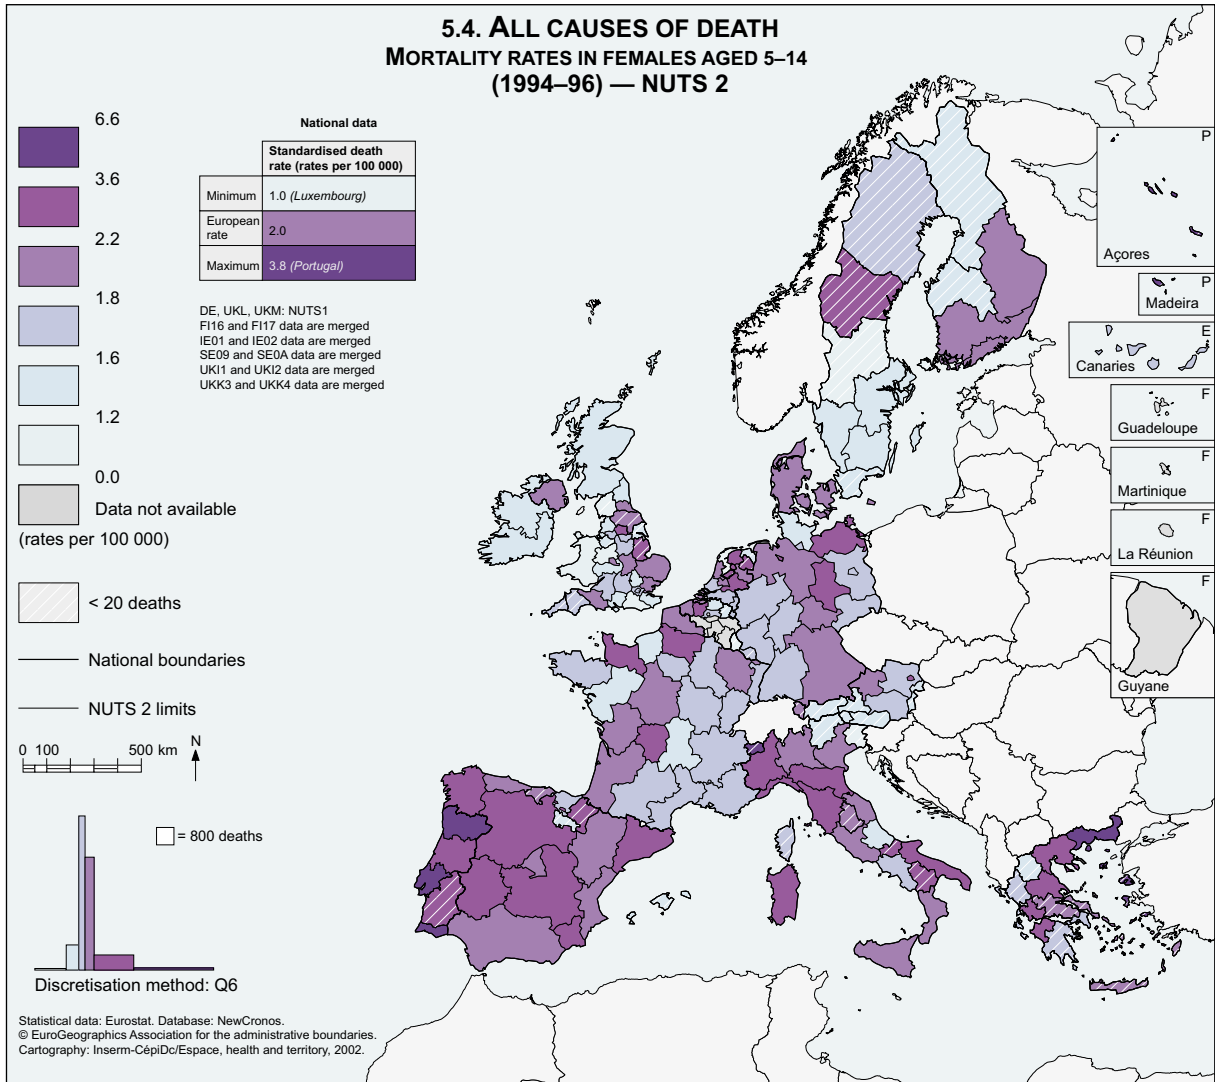 5.4. ALL CAUSES OF DEATH
MORTALITY RATES IN FEMALES AGED 5–14
(1994–96) — NUTS 2
6.6
3.6
2.2
1.8
1.6
1.2
0.0
Data not available
(rates per 100 000)
< 20 deaths
National boundaries
NUTS 2 limits
0 100 500 km
N
National data
Standardised death
rate (rates per 100 000)
Minimum 1.0 (Luxembourg)
European
rate
2.0
Maximum 3.8 (Portugal)
DE, UKL, UKM: NUTS1
FI16 and FI17 data are merged
IE01 and IE02 data are merged
SE09 and SE0A data are merged
UKI1 and UKI2 data are merged
UKK3 and UKK4 data are merged
P
Açores
P
Madeira
E
Canaries
F
Guadeloupe
F
Martinique
F
La Réunion
F
Guyane
= 800 deaths
Discretisation method: Q6
Statistical data: Eurostat. Database: NewCronos.
© EuroGeographics Association for the administrative boundaries.
Cartography: Inserm-CépiDc/Espace, health and territory, 2002.